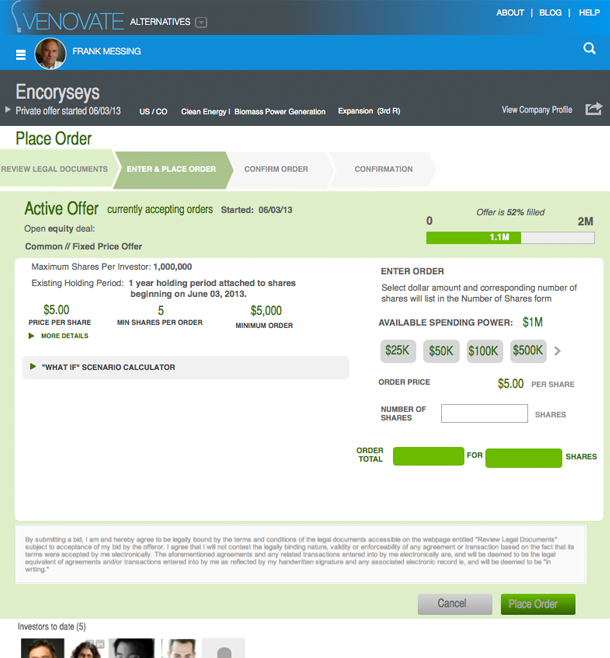 VENOVATE ALTERNATIVES
ABOUT | BLOG | HELP
FRANK MESSING
Encoryseys
Private offer started 06/03/13 US / CO Clean Energy I Biomass Power Generation Expansion (3rd R) View Company Profile
Place Order
REVIEW LEGAL DOCUMENTS ENTER & PLACE ORDER CONFIRM ORDER CONFIRMATION
Active Offer currently accepting orders Started: 06/03/13
Open equity deal:
Common // Fixed Price Offer
Offer is 52% filled
0 2M
1.1M
Maximum Shares Per Investor: 1,000,000
Existing Holding Period: 1 year holding period attached to shares
beginning on June 03, 2013.
$5.00 5 $5,000
PRICE PER SHARE MIN SHARES PER ORDER MINIMUM ORDER
MORE DETAILS
"WHAT IF" SCENARIO CALCULATOR
ENTER ORDER
Select dollar amount and corresponding number of
shares will list in the Number of Shares form
AVAILABLE SPENDING POWER: $1M
$25K $50K $100K $500K
ORDER PRICE $5.00 PER SHARE
NUMBER OF
SHARES SHARES
ORDER
TOTAL FOR SHARES
By submitting a bid, I am and hereby agree to be legally bound by the terms and conditions of the legal documents accessible on the webpage entitled "Review Legal Documents"
subject to acceptance of my bid by the offeror. I agree that I will not contest the legally binding nature, validity or enforceability of any agreement or transaction based on the fact that its
terms were accepted by me electronically. The aforementioned agreements and any related transactions entered into by me electronically are, and will be deemed to be the legal
equivalent of agreements and/or transactions entered into by me as reflected by my handwritten signature and any associated electronic record is, and will be deemed to be "in
writing."
Cancel Place Order
Investors to date (5)